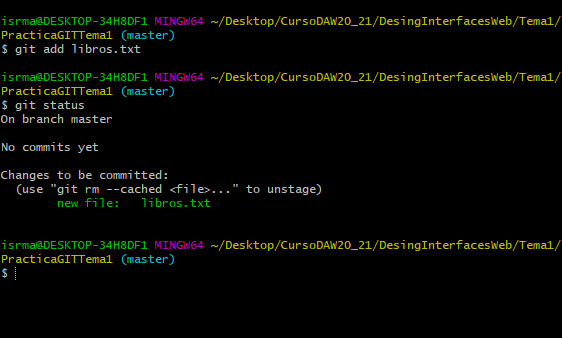 isrma@DESKTOP-34H8DF1 MINGW64 ~/Desktop/CursoDAW20_21/DesingInterfacesWeb/Tema1/
PracticaGITTema1 (master)
$ git add libros.txt
isrma@DESKTOP-34H8DF1 MINGW64 ~/Desktop/CursoDAW20_21/DesingInterfacesWeb/Tema1/
PracticaGITTema1 (master)
$ git status
On branch master
No commits yet
Changes to be committed:
(use "git rm --cached <file>..." to unstage)
new file: libros.txt
isrma@DESKTOP-34H8DF1 MINGW64 ~/Desktop/CursoDAW20_21/DesingInterfacesWeb/Tema1/
PracticaGITTema1 (master)
$